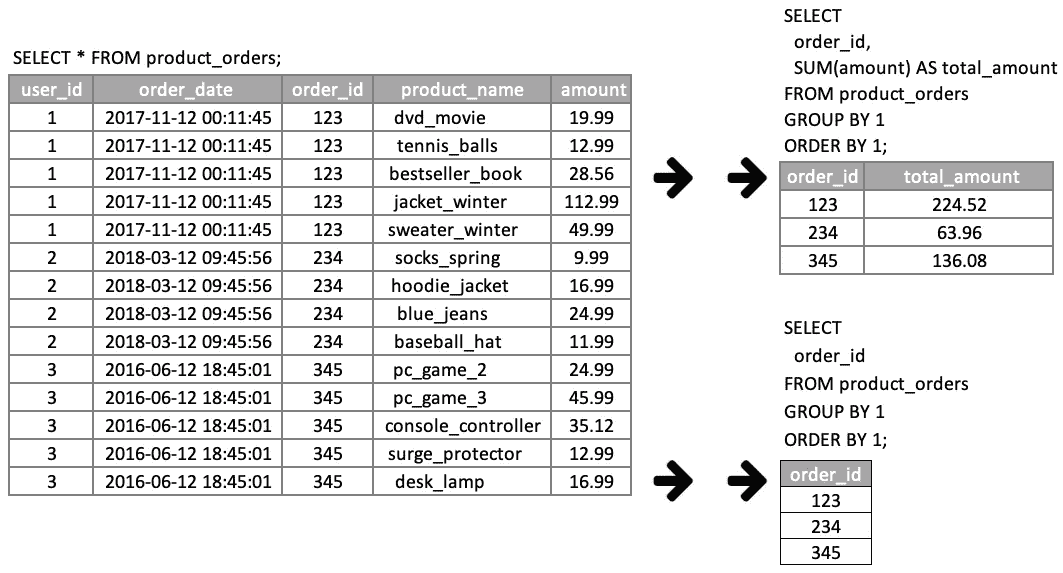 SELECT * FROM product_orders;
user_id order_date order_id product_name amount
1 2017-11-12 00:11:45 123 dvd_movie 19.99
1 2017-11-12 00:11:45 123 tennis_balls 12.99
1 2017-11-12 00:11:45 123 bestseller_book 28.56
1 2017-11-12 00:11:45 123 jacket_winter 112.99
1 2017-11-12 00:11:45 123 sweater_winter 49.99
2 2018-03-12 09:45:56 234 socks_spring 9.99
2 2018-03-12 09:45:56 234 hoodie_jacket 16.99
2 2018-03-12 09:45:56 234 blue_jeans 24.99
2 2018-03-12 09:45:56 234 baseball_hat 11.99
3 2016-06-12 18:45:01 345 pc_game_2 24.99
3 2016-06-12 18:45:01 345 pc_game_3 45.99
3 2016-06-12 18:45:01 345 console_controller 35.12
3 2016-06-12 18:45:01 345 surge_protector 12.99
3 2016-06-12 18:45:01 345 desk_lamp 16.99
SELECT
order_id,
SUM(amount) AS total_amount
FROM product_orders
GROUP BY 1
ORDER BY 1;
order_id total_amount
123 224.52
234 63.96
345 136.08
SELECT
order_id
FROM product_orders
GROUP BY 1
ORDER BY 1;
order_id
123
234
345